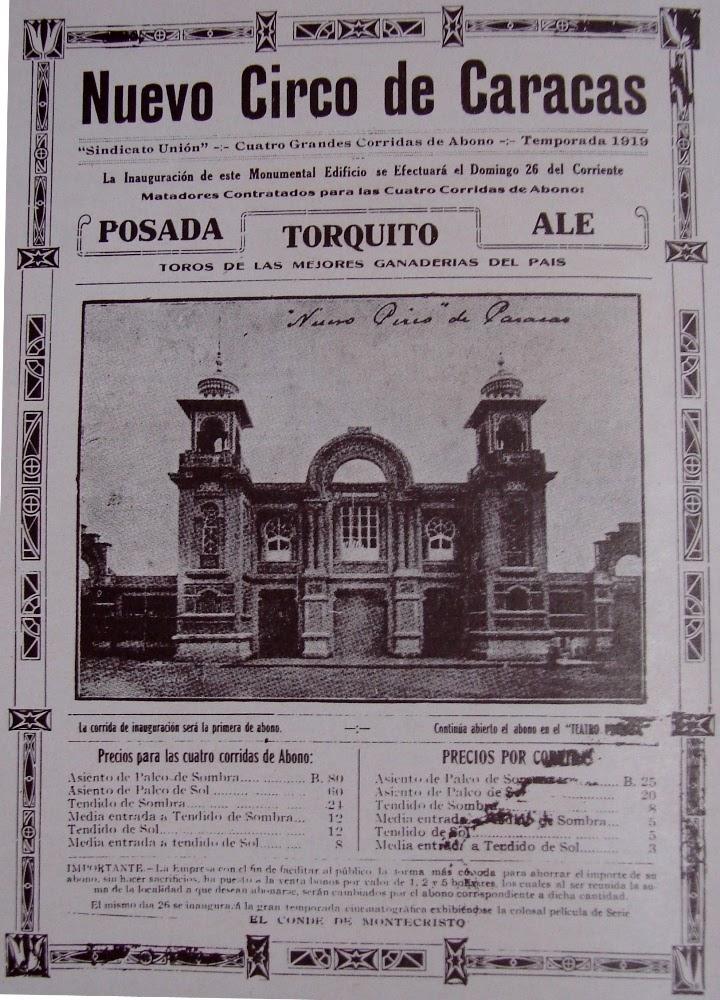 Nuevo Circo de Caracas
"Sindicato Unión" -:- Cuatro Grandes Corridas de Abono -:- Temporada 1919
La Inauguración de este Monumental Edificio se Efectuará el Domingo 26 del Corriente
Matadores Contratados para las Cuatro Corridas de Abono:
POSADA TORQUITO ALE
TOROS DE LAS MEJORES GANADERIAS DEL PAIS
"Nuevo Circo" de Caracas
La corrida de inauguración será la primera de abono. —:— Continúa abierto el abono en el "TEATRO
Precios para las cuatro corridas de Abono:
Asiento de Palco de Sombra..... B. 80
Asiento de Palco de Sol ..... 60
Tendido de Sombra..... 24
Media entrada a Tendido de Sombra... 12
Tendido de Sol..... 12
Media entrada a tendido de Sol..... 8
PRECIOS POR
Asiento de Palco de B. 25
Asiento de Palco de Sol ..... 20
Tendido de Sombra ..... 8
Media entrada Tendido de Sombra... 5
Tendido de Sol ..... 5
Media entrada a Tendido de Sol..... 3
IMPORTANTE.—La Empresa con el fin de facilitar al público, la forma más cómoda para ahorrar el importe de su
abono, sin hacer sacrificios, ha puesto a la venta bonos por valor de 1, 2 y 5 bolívares, los cuales al ser reunida la su-
ma de la localidad a que desean abonarse, serán cambiados por el abono correspondiente a dicha cantidad.
El mismo día 26 se inaugurará la gran temporada cinematográfica exhibiéndose la colosal película de Serie
EL CONDE DE MONTECRISTO